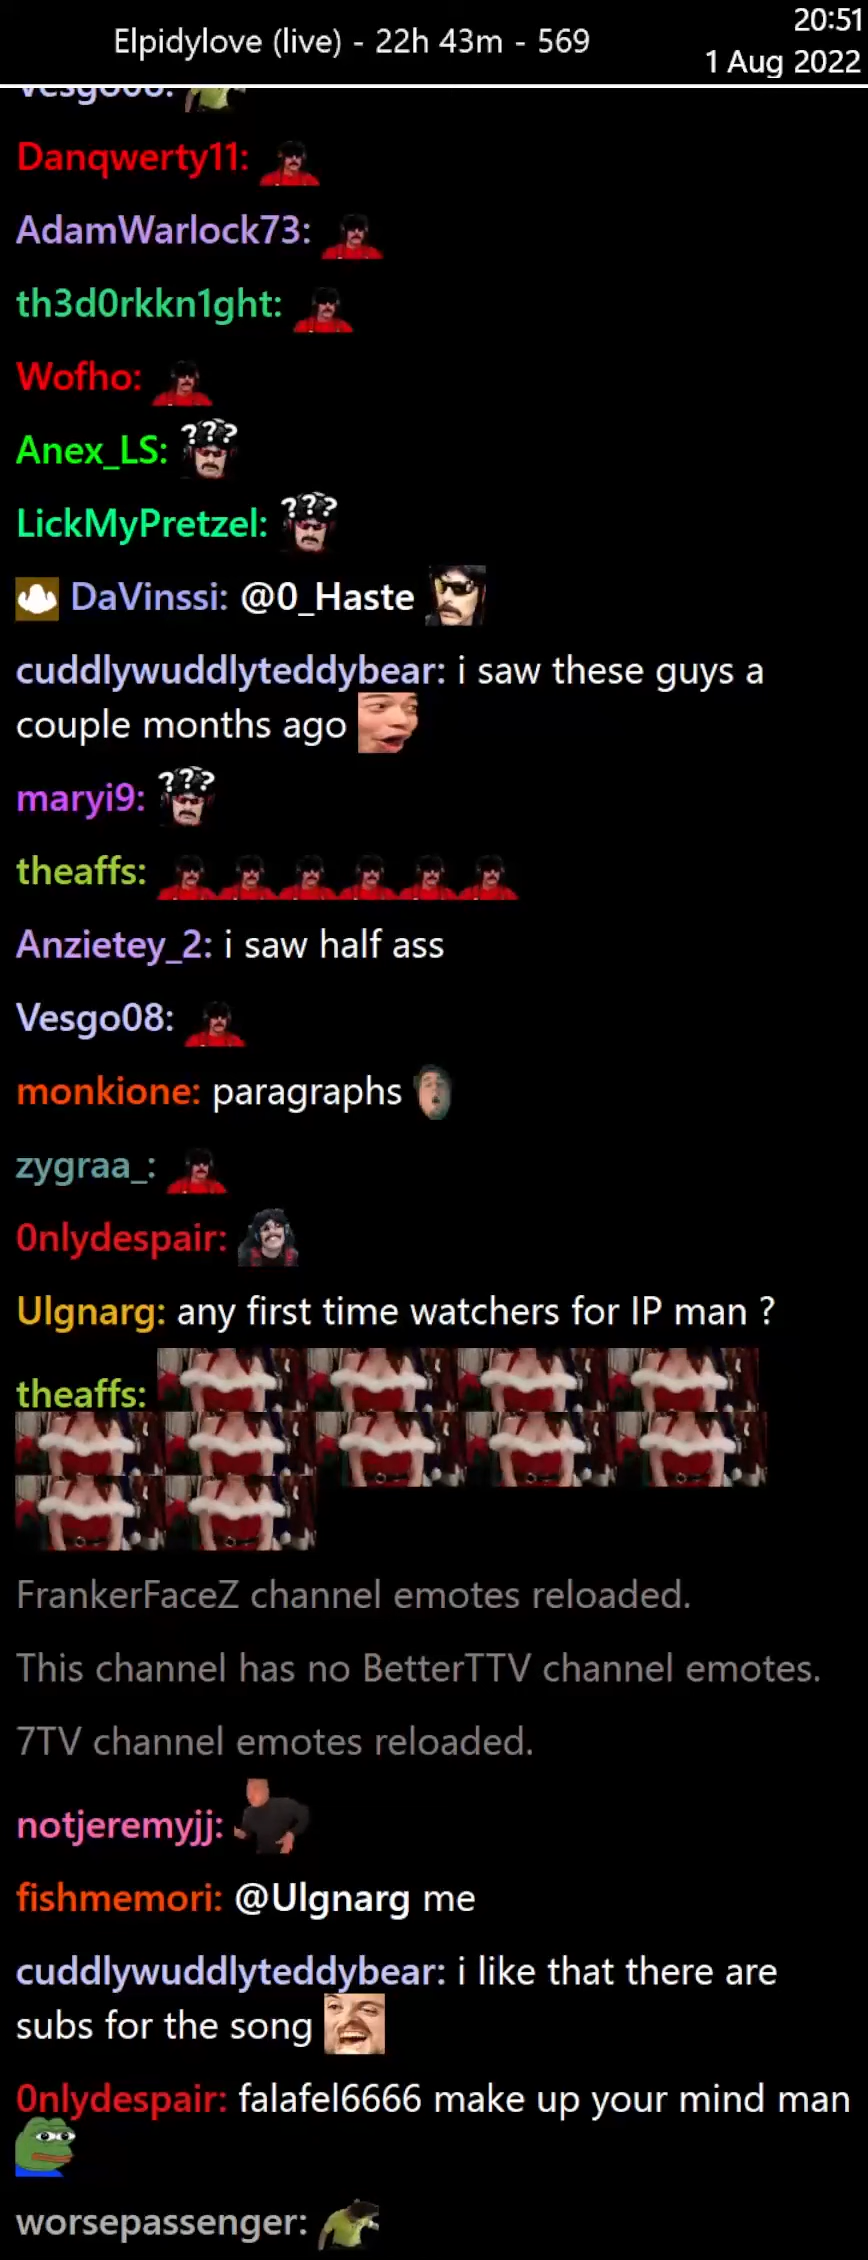 20:51
Elpidylove (live) - 22h 43m - 569
1 Aug 2022
Vesgo08:
Danqwerty11:
AdamWarlock73:
th3d0rkkn1ght:
Wofho:
Anex_LS: ???
LickMyPretzel: ???
DaVinssi: @0_Haste
cuddlywuddlyteddybear: i saw these guys a
couple months ago
maryi9: ???
theaffs:
Anzietey_2: i saw half ass
Vesgo08:
monkione: paragraphs
zygraa_:
0nlydespair:
Ulgnarg: any first time watchers for IP man ?
theaffs:
FrankerFaceZ channel emotes reloaded.
This channel has no BetterTTV channel emotes.
7TV channel emotes reloaded.
notjeremyjj:
fishmemori: @Ulgnarg me
cuddlywuddlyteddybear: i like that there are
subs for the song
0nlydespair: falafel6666 make up your mind man
worsepassenger: